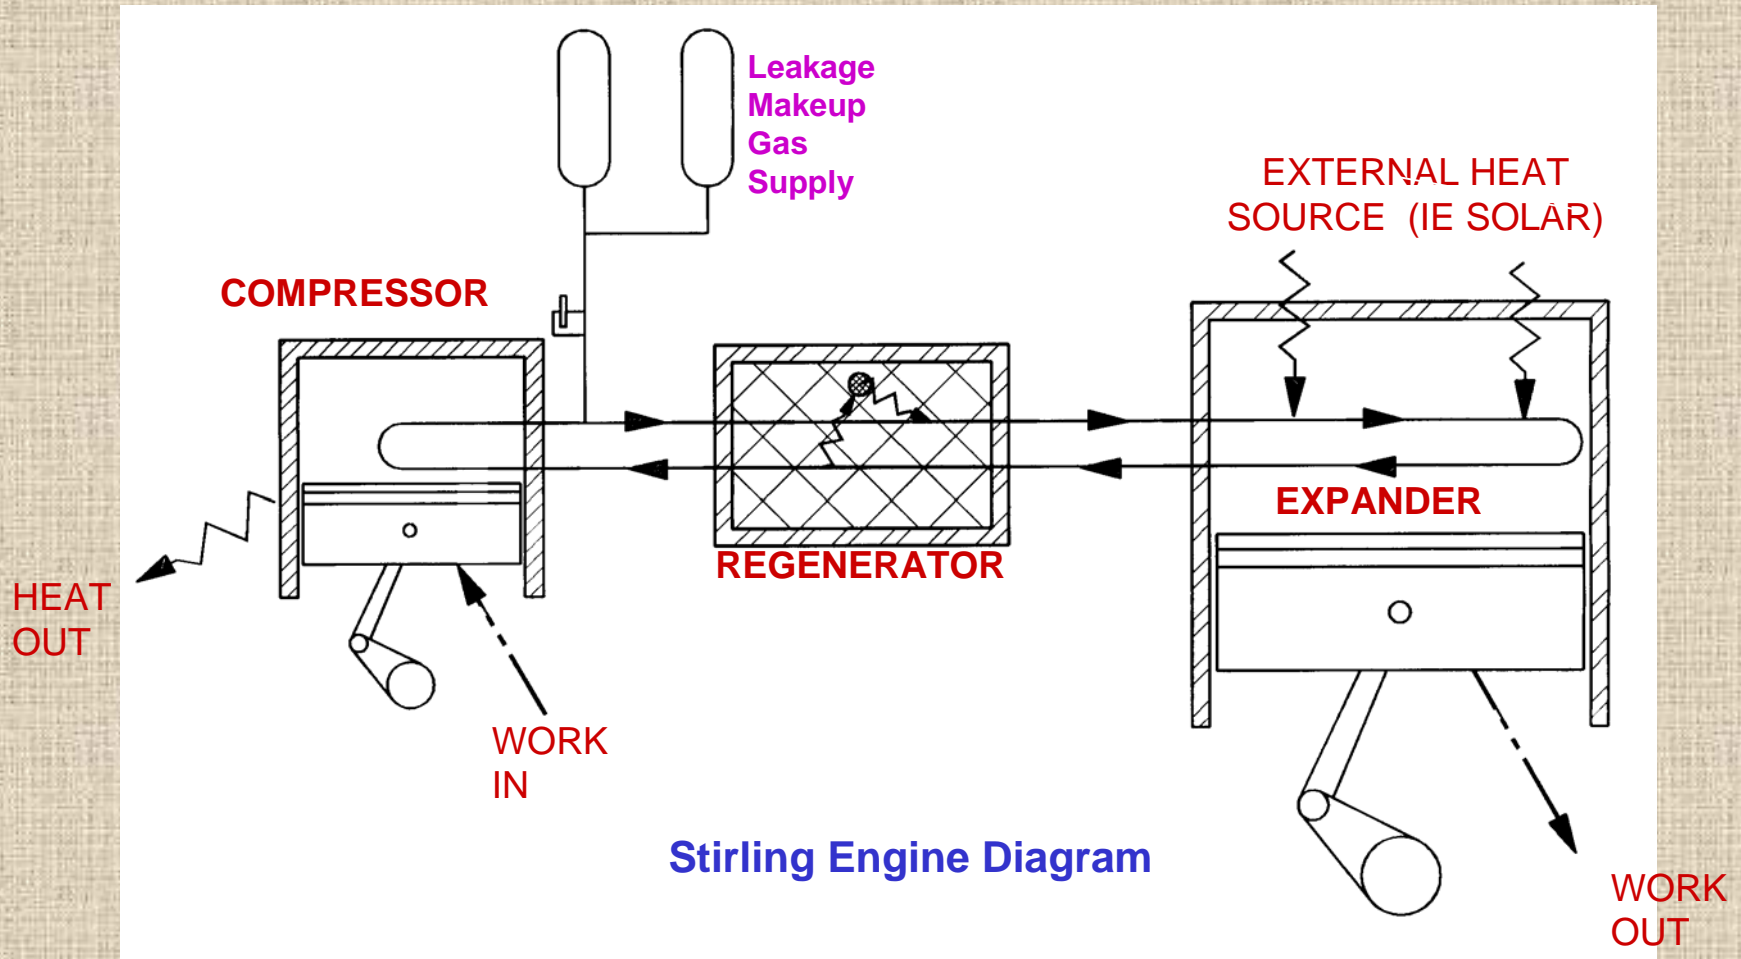 Leakage
Makeup
Gas
Supply
EXTERNAL HEAT
SOURCE (IE SOLAR)
COMPRESSOR
EXPANDER
REGENERATOR
HEAT
OUT
WORK
IN
Stirling Engine Diagram
WORK
OUT